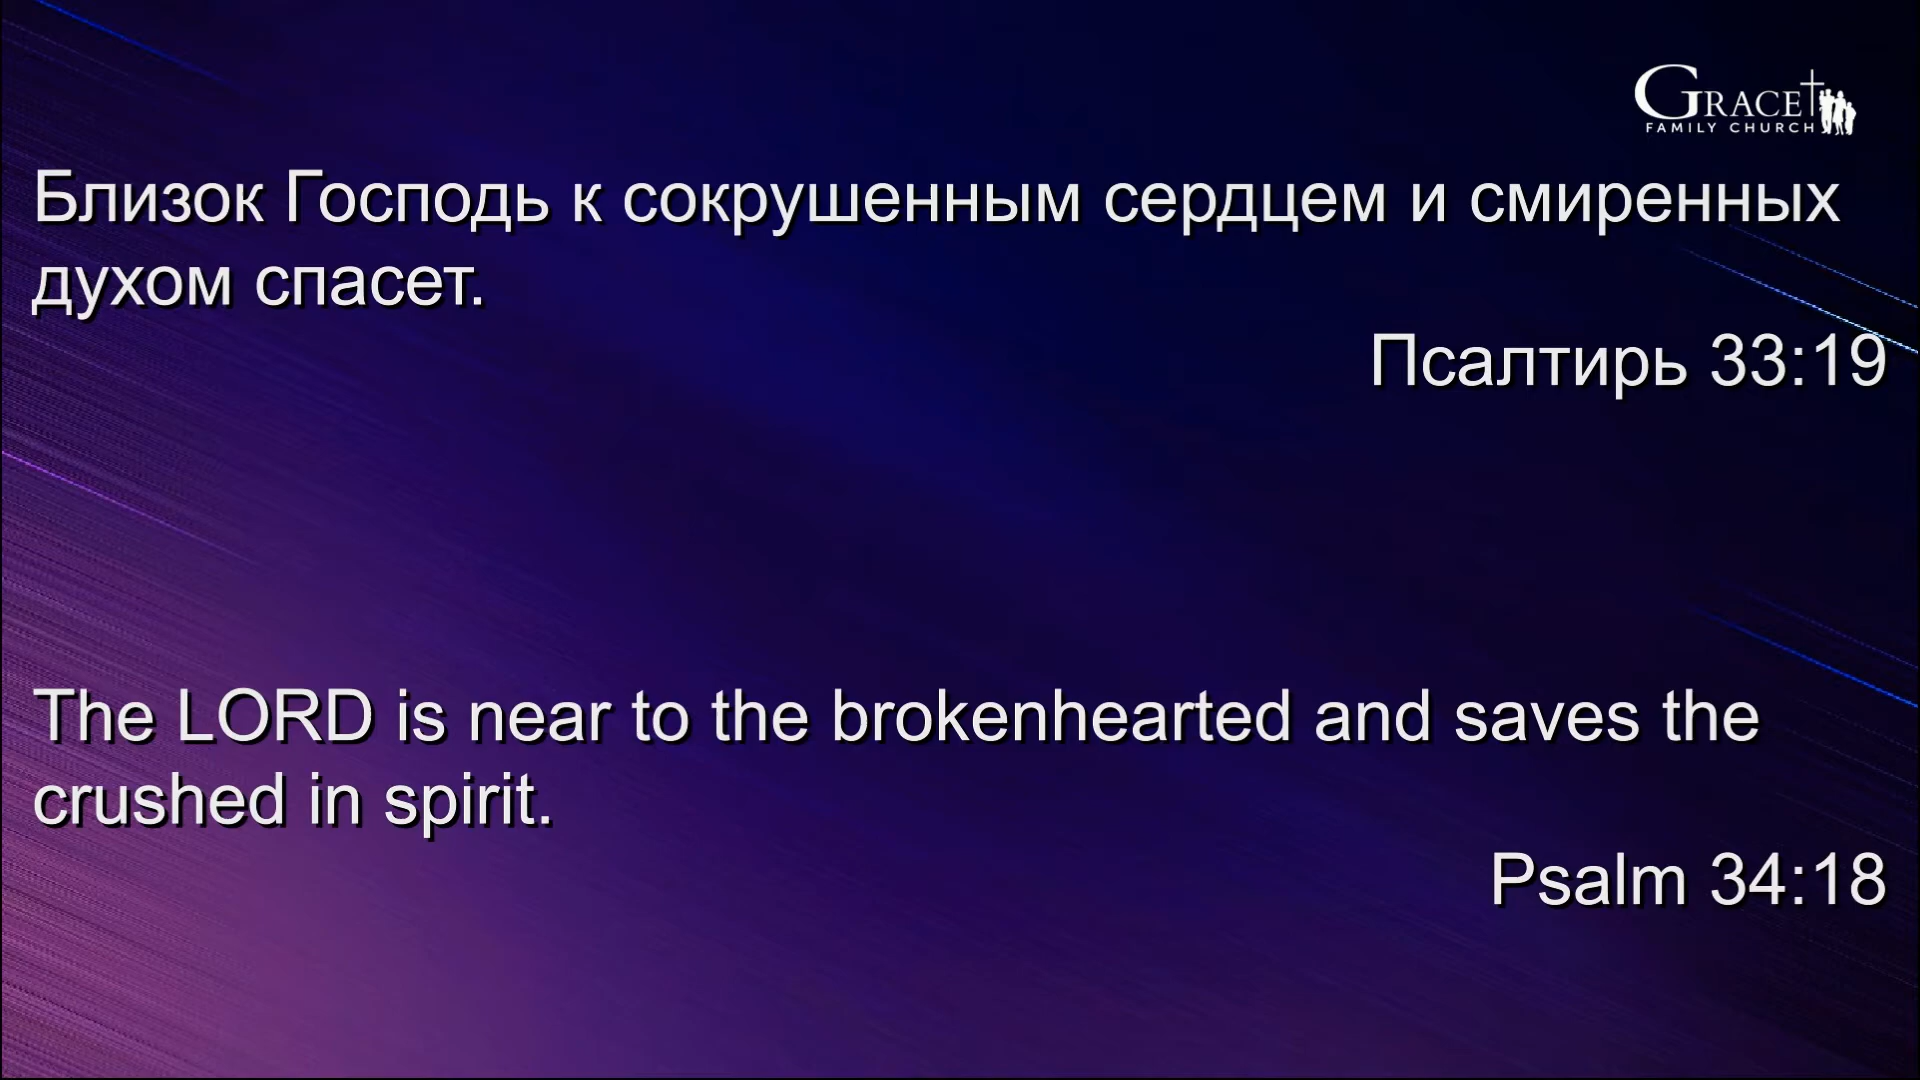 GRACE
FAMILY CHURCH
Близок Господь к сокрушенным сердцем и смиренных
духом спасет.
Псалтирь 33:19
The LORD is near to the brokenhearted and saves the
crushed in spirit.
Psalm 34:18